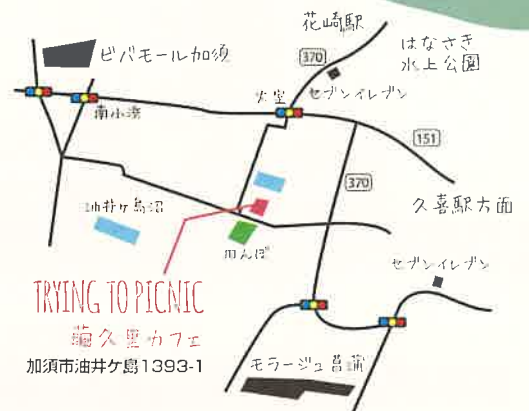 花崎駅
はなさき
水上公園
ビバモール加須
370
セブンイレブン
大室
南小浜
151
370
久喜駅方面
油井ケ島沼
田んぼ
セブンイレブン
TRYING TO PICNIC
繭久里カフェ
加須市油井ケ島1393-1
モラージュ菖蒲